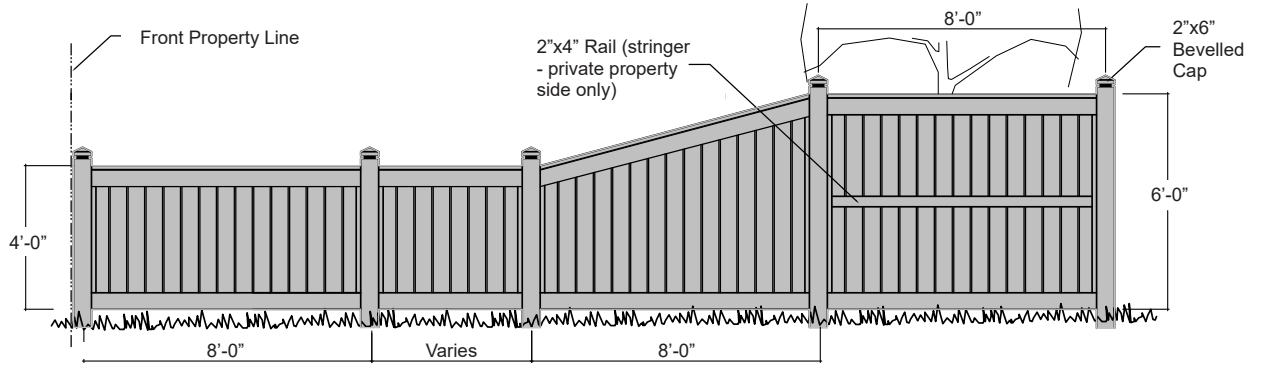 Front Property Line
2”x4” Rail (stringer
- private property
side only)
8’-0”
2”x6”
Bevelled
Cap
4’-0”
6’-0”
8’-0”
Varies
8’-0”